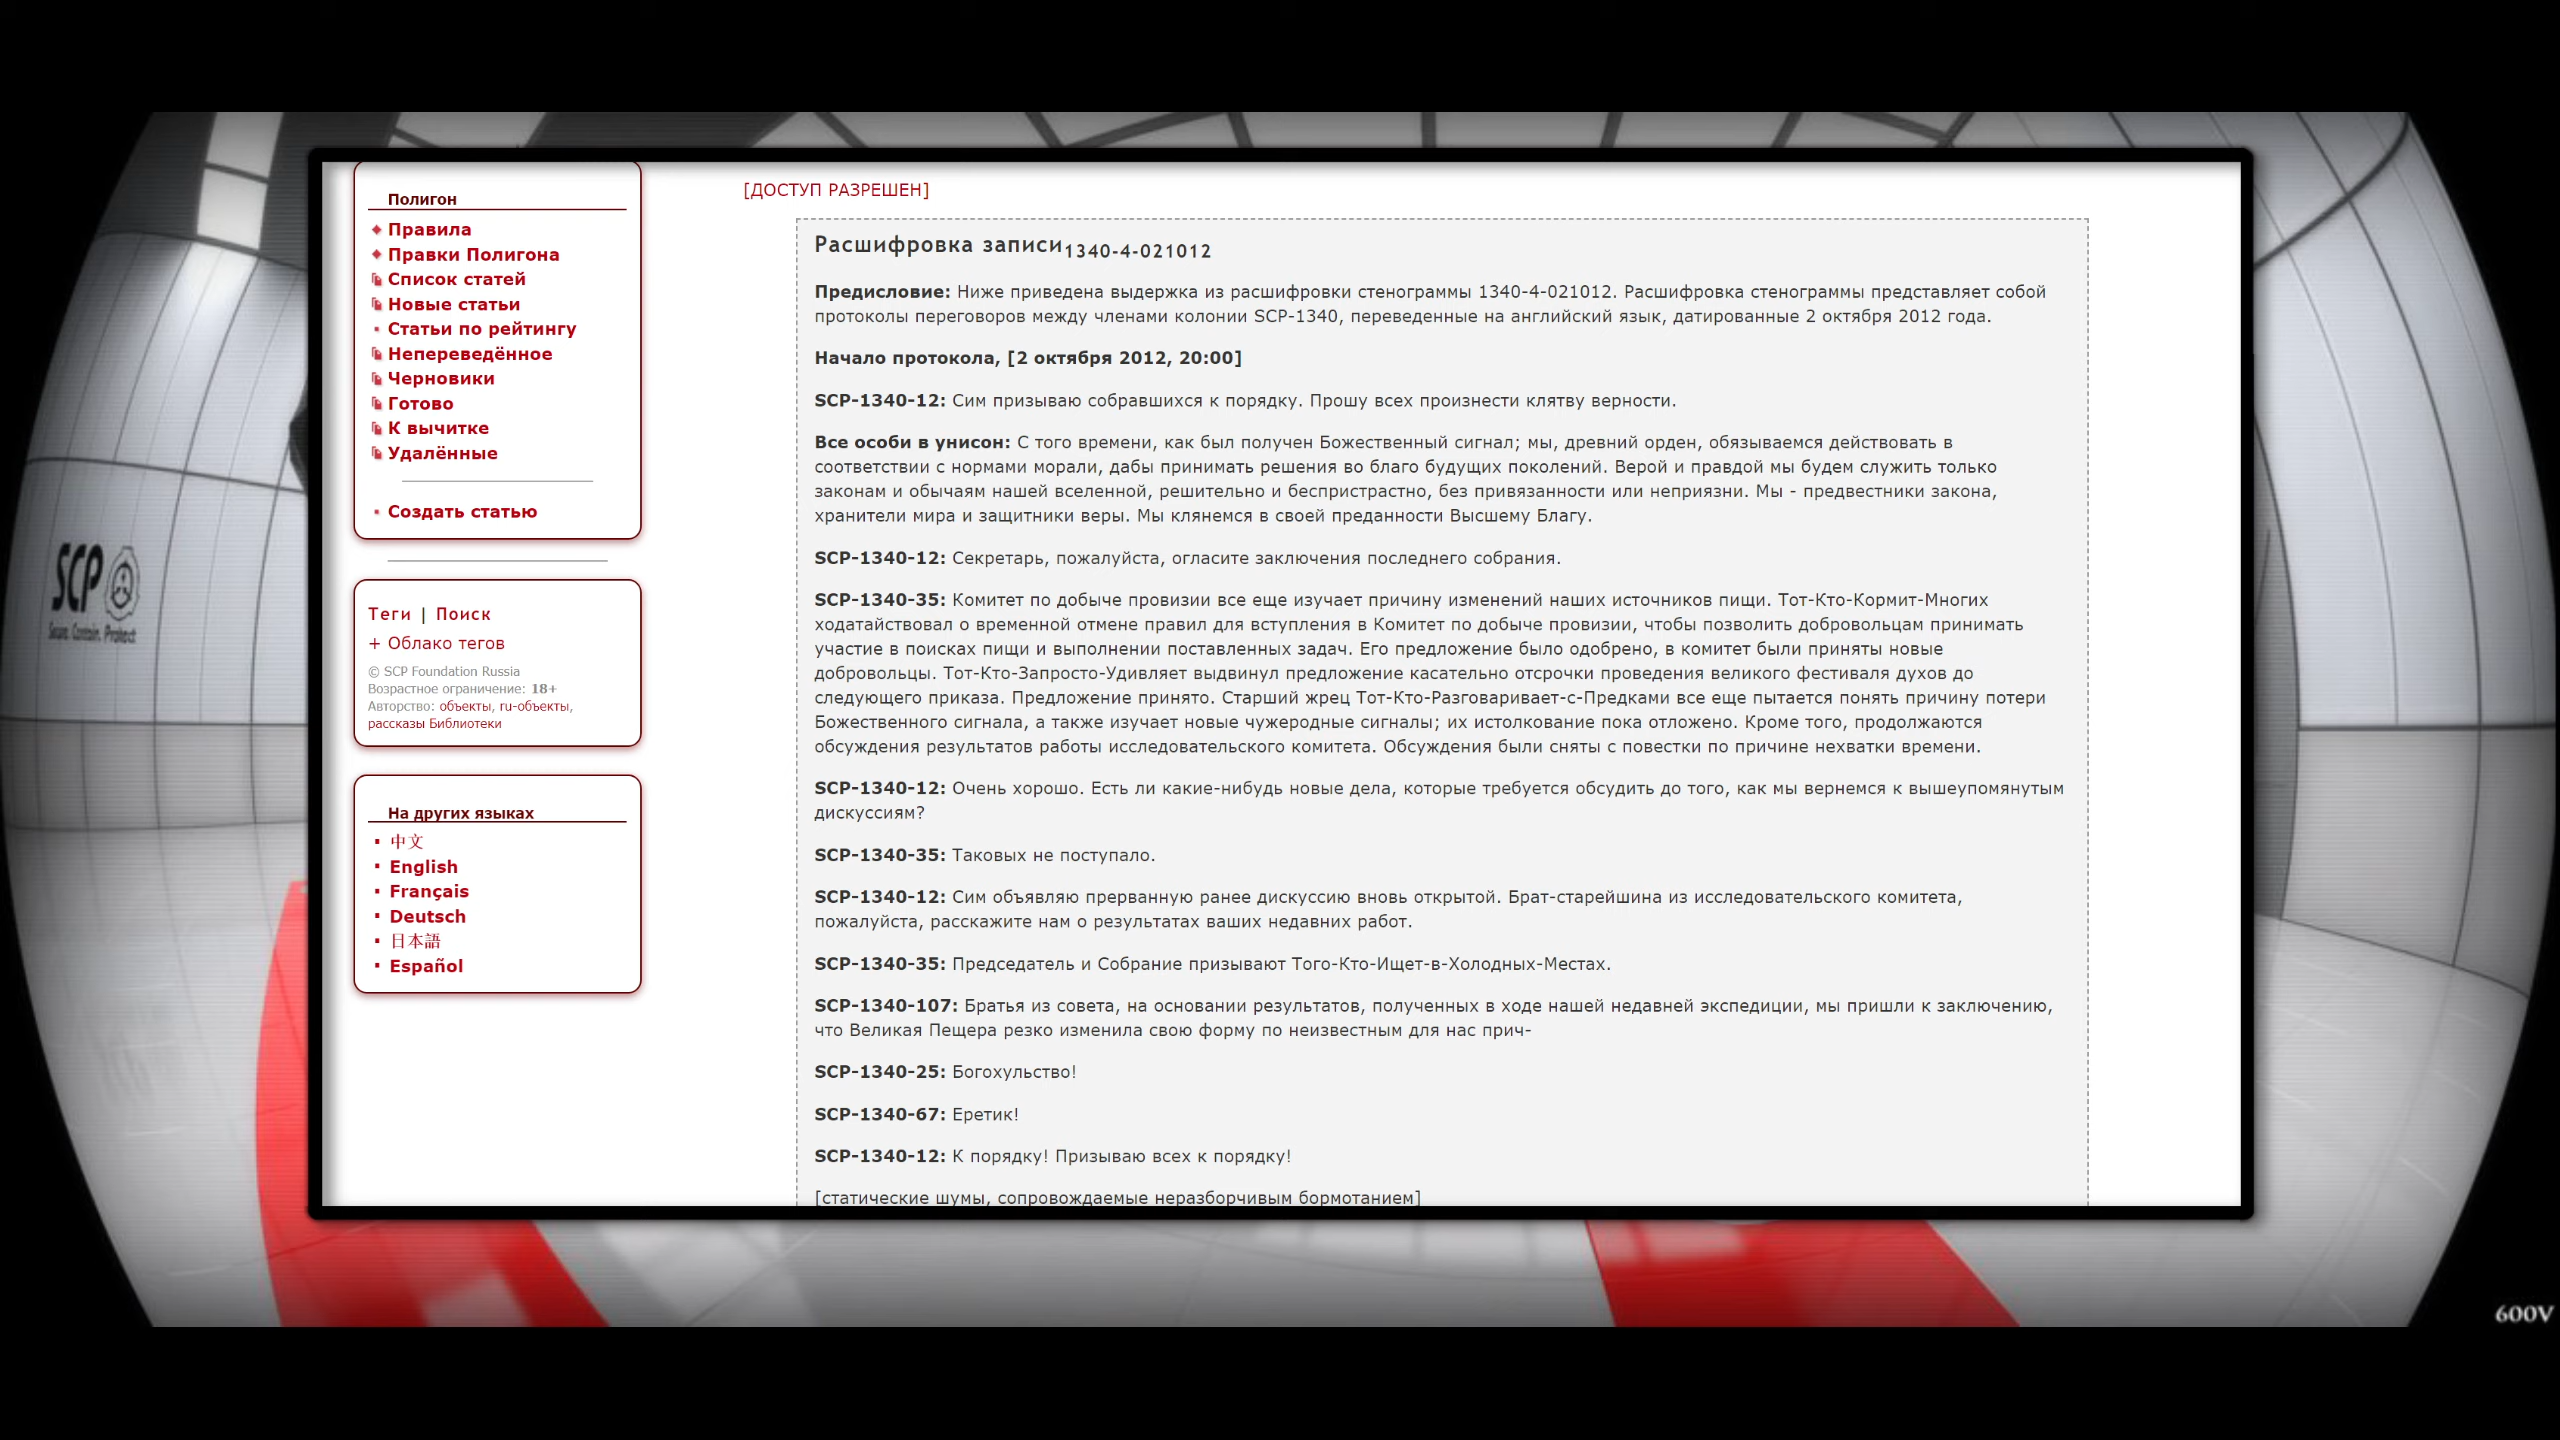 Полигон
Правила
Правки Полигона
Список статей
Новые статьи
Статьи по рейтингу
Непереведённое
Черновики
Готово
К вычитке
Удалённые
Создать статью
Теги | Поиск
+ Облако тегов
© SCP Foundation Russia
Возрастное ограничение: 18+
Авторство: объекты, ru-объекты,
рассказы Библиотеки
На других языках
中文
English
Français
Deutsch
日本語
Español
[ДОСТУП РАЗРЕШЕН]
Расшифровка записи1340-4-021012
Предисловие: Ниже приведена выдержка из расшифровки стенограммы 1340-4-021012. Расшифровка стенограммы представляет собой
протоколы переговоров между членами колонии SCP-1340, переведенные на английский язык, датированные 2 октября 2012 года.
Начало протокола, [2 октября 2012, 20:00]
SCP-1340-12: Сим призываю собравшихся к порядку. Прошу всех произнести клятву верности.
Все особи в унисон: С того времени, как был получен Божественный сигнал; мы, древний орден, обязываемся действовать в
соответствии с нормами морали, дабы принимать решения во благо будущих поколений. Верой и правдой мы будем служить только
законам и обычаям нашей вселенной, решительно и беспристрастно, без привязанности или неприязни. Мы - предвестники закона,
хранители мира и защитники веры. Мы клянемся в своей преданности Высшему Благу.
SCP-1340-12: Секретарь, пожалуйста, огласите заключения последнего собрания.
SCP-1340-35: Комитет по добыче провизии все еще изучает причину изменений наших источников пищи. Тот-Кто-Кормит-Многих
ходатайствовал о временной отмене правил для вступления в Комитет по добыче провизии, чтобы позволить добровольцам принимать
участие в поисках пищи и выполнении поставленных задач. Его предложение было одобрено, в комитет были приняты новые
добровольцы. Тот-Кто-Запросто-Удивляет выдвинул предложение касательно отсрочки проведения великого фестиваля духов до
следующего приказа. Предложение принято. Старший жрец Тот-Кто-Разговаривает-с-Предками все еще пытается понять причину потери
Божественного сигнала, а также изучает новые чужеродные сигналы; их истолкование пока отложено. Кроме того, продолжаются
обсуждения результатов работы исследовательского комитета. Обсуждения были сняты с повестки по причине нехватки времени.
SCP-1340-12: Очень хорошо. Есть ли какие-нибудь новые дела, которые требуется обсудить до того, как мы вернемся к вышеупомянутым
дискуссиям?
SCP-1340-35: Таковых не поступало.
SCP-1340-12: Сим объявляю прерванную ранее дискуссию вновь открытой. Брат-старейшина из исследовательского комитета,
пожалуйста, расскажите нам о результатах ваших недавних работ.
SCP-1340-35: Председатель и Собрание призывают Того-Кто-Ищет-в-Холодных-Местах.
SCP-1340-107: Братья из совета, на основании результатов, полученных в ходе нашей недавней экспедиции, мы пришли к заключению,
что Великая Пещера резко изменила свою форму по неизвестным для нас прич-
SCP-1340-25: Богохульство!
SCP-1340-67: Еретик!
SCP-1340-12: К порядку! Призываю всех к порядку!
[статические шумы, сопровождаемые неразборчивым бормотанием]
SCP
Secure. Contain. Protect
600V